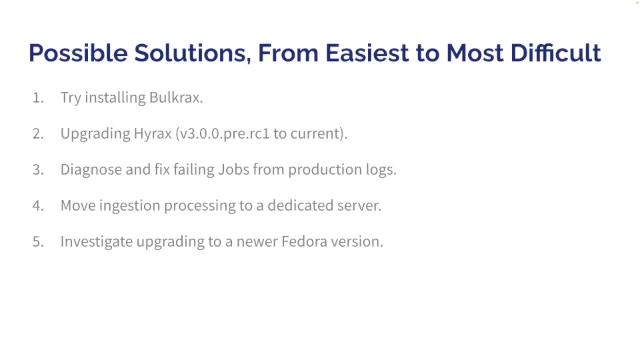 Possible Solutions, From Easiest to Most Difficult
1. Try installing Bulkrax.
2. Upgrading Hyrax (v3.0.0.pre.rc1 to current).
3. Diagnose and fix failing Jobs from production logs.
4. Move ingestion processing to a dedicated server.
5. Investigate upgrading to a newer Fedora version.